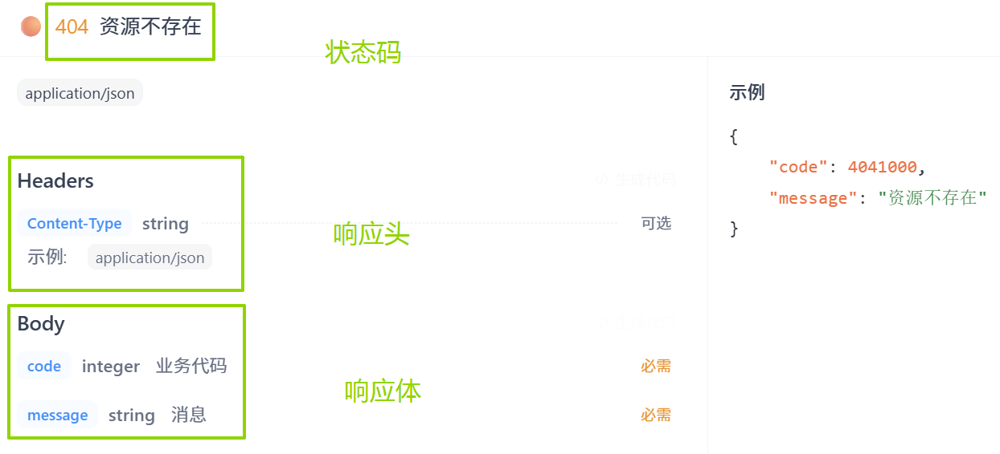 404 资源不存在
状态码
application/json
Headers
生成代码
Content-Type string 可选
示例: application/json
响应头
Body
code integer 业务代码 必需
响应体
message string 消息 必需
示例
{
"code": 4041000,
"message": "资源不存在"
}